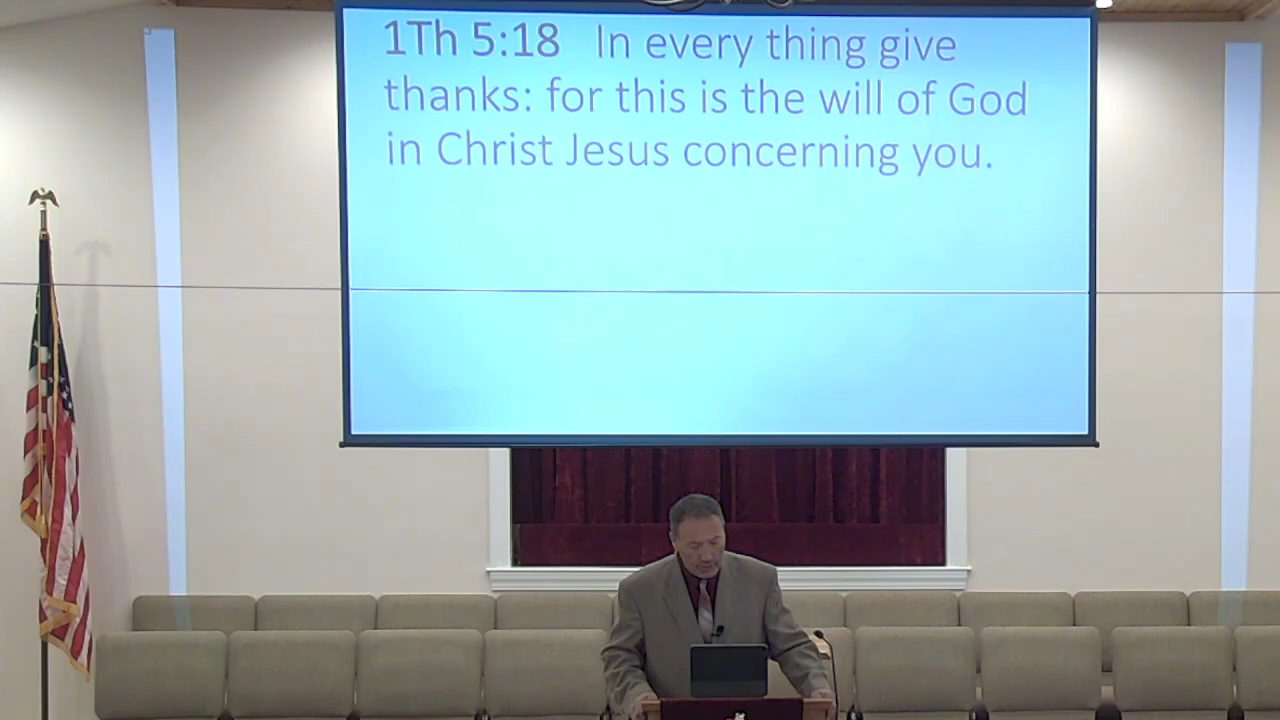 1Th 5:18 In every thing give
thanks: for this is the will of God
in Christ Jesus concerning you.